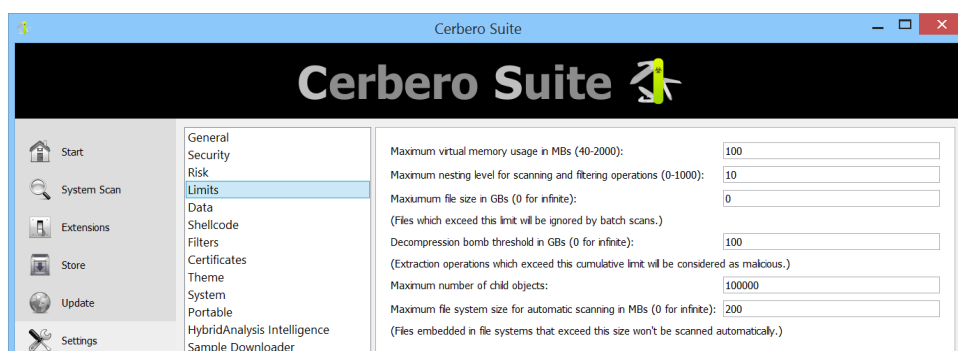 Cerbero Suite
Cerbero Suite
Start
System Scan
Extensions
Store
Update
Settings
General
Security
Risk
Limits
Data
Shellcode
Filters
Certificates
Theme
System
Portable
HybridAnalysis Intelligence
Sample Downloader
Maximum virtual memory usage in MBs (40-2000): 100
Maximum nesting level for scanning and filtering operations (0-1000): 10
Maxiumum file size in GBs (0 for infinite): 0
(Files which exceed this limit will be ignored by batch scans.)
Decompression bomb threshold in GBs (0 for infinite): 100
(Extraction operations which exceed this cumulative limit will be considered as malicious.)
Maximum number of child objects: 100000
Maximum file system size for automatic scanning in MBs (0 for infinite): 200
(Files embedded in file systems that exceed this size won't be scanned automatically.)